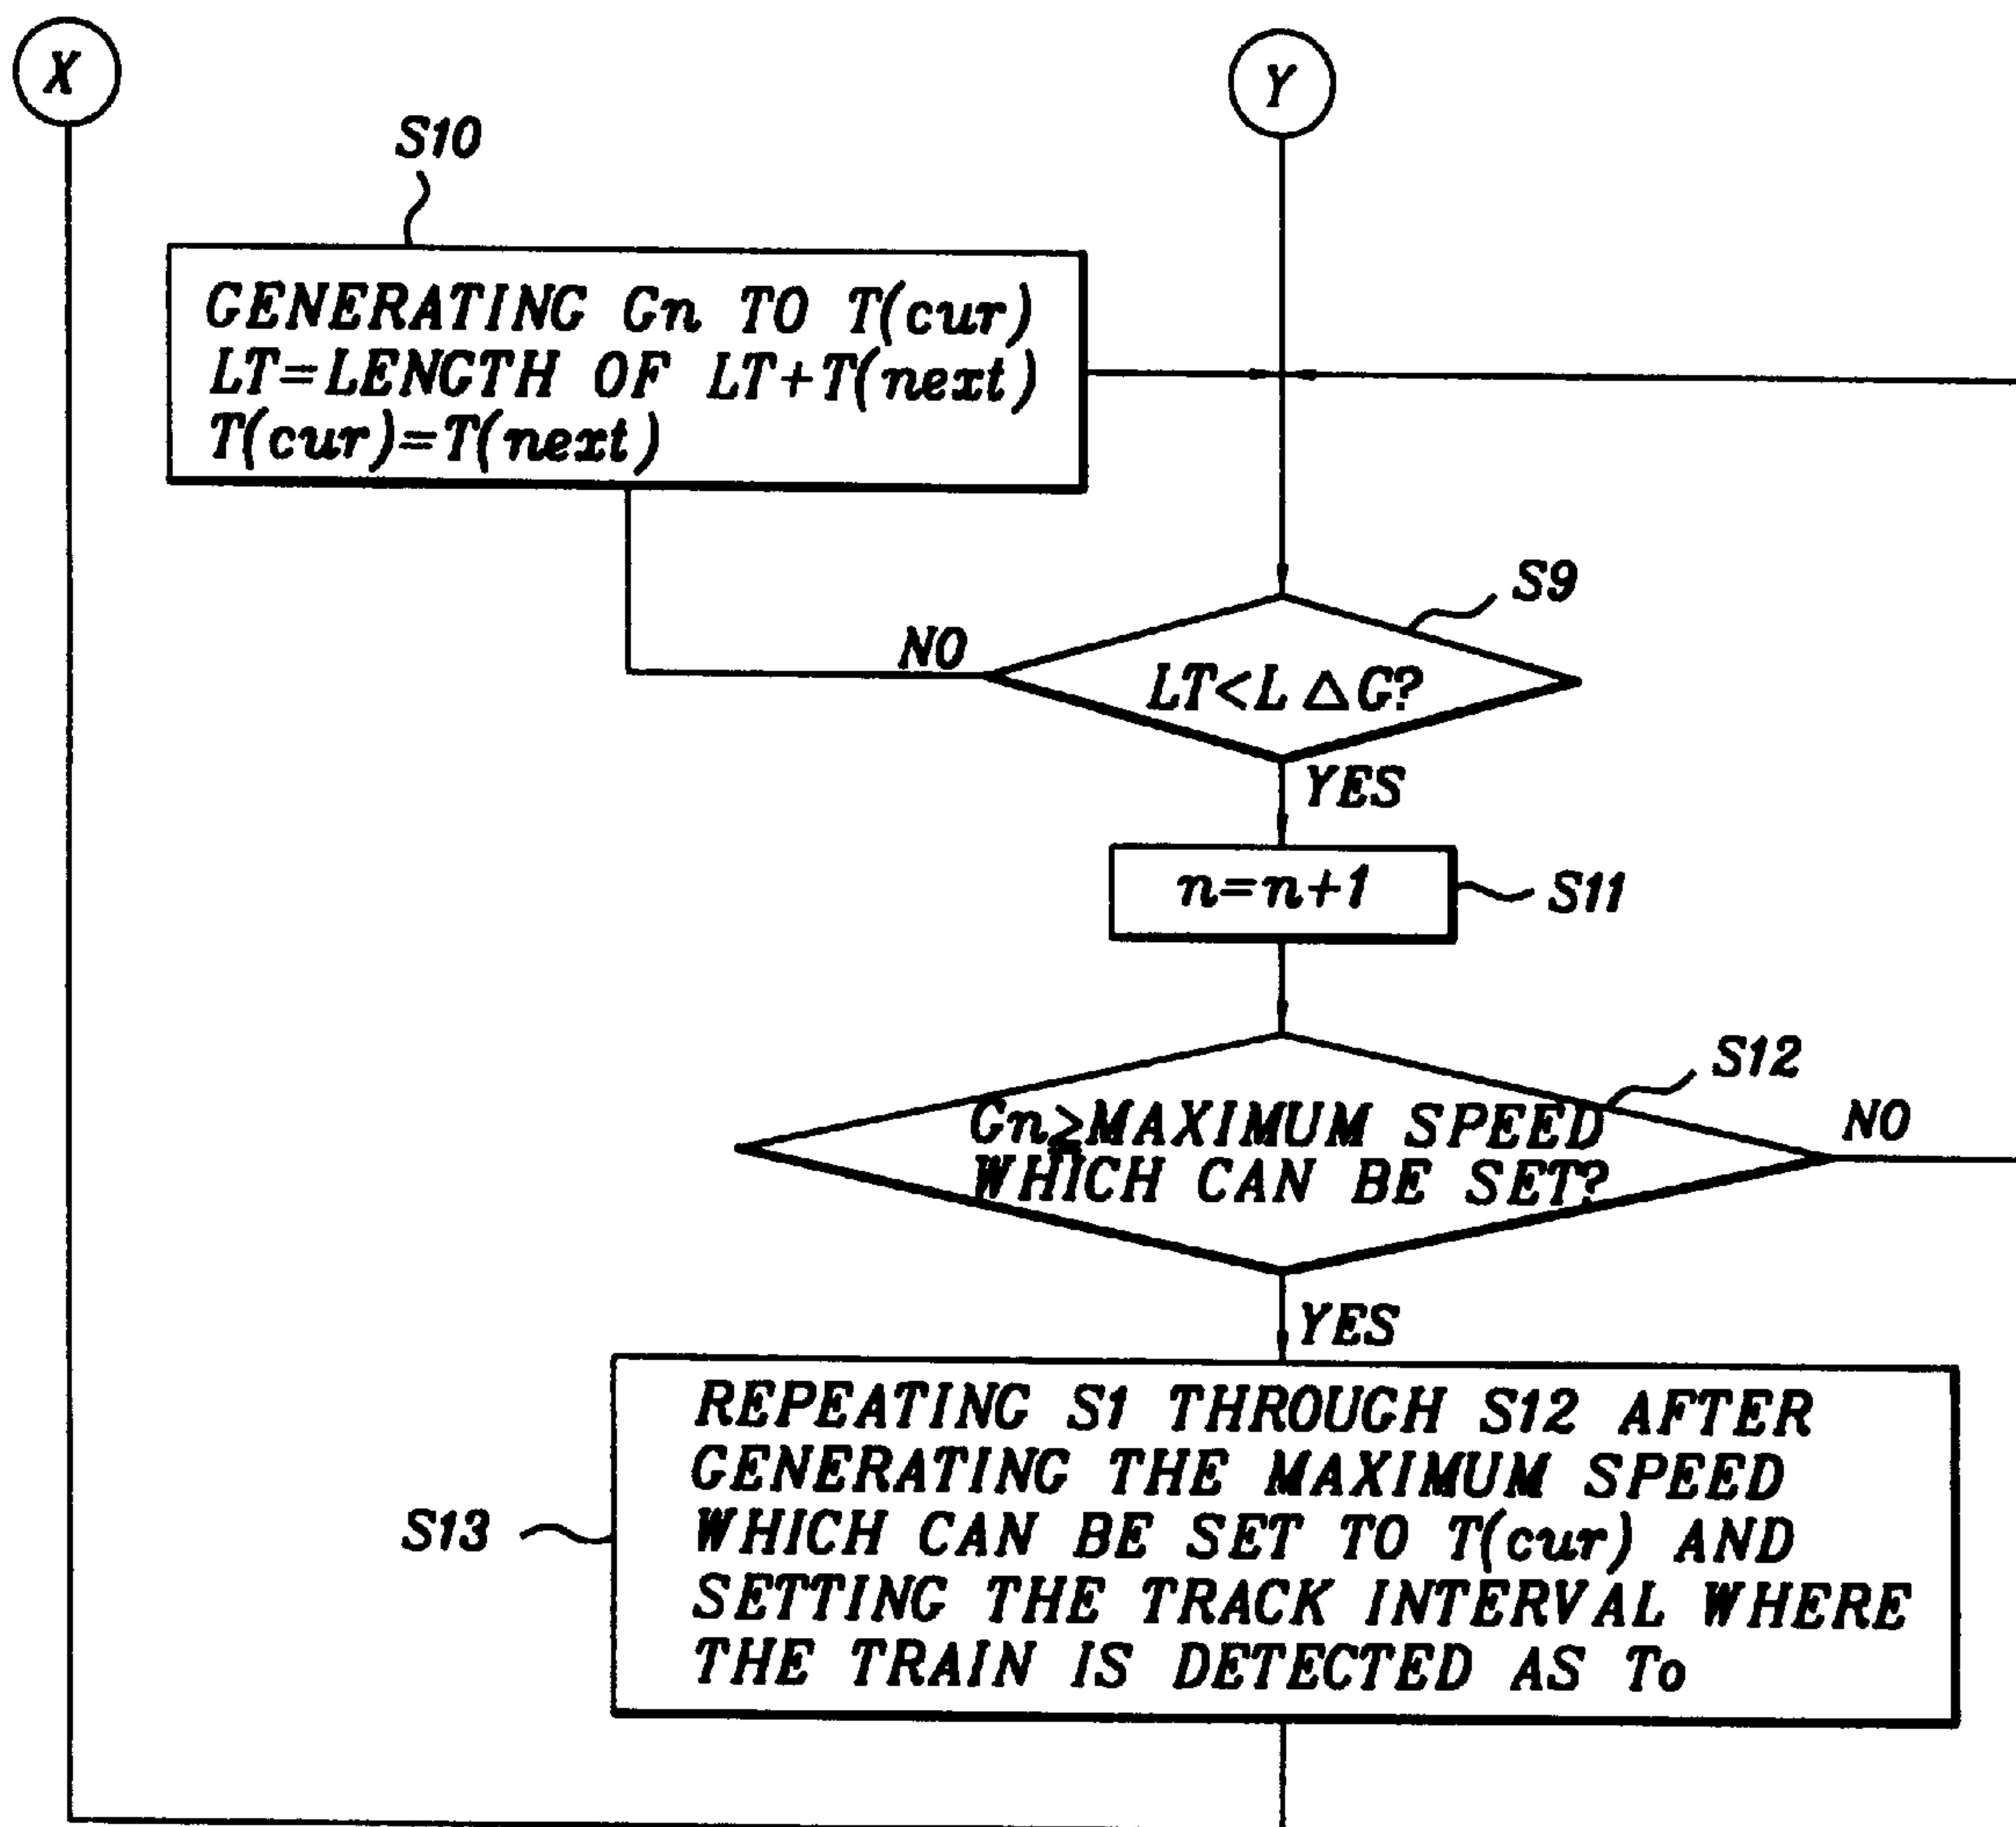 X
Y
S10
GENERATING Gn TO T(cur)
LT=LENGTH OF LT+T(next)
T(cur)=T(next)
S9
NO
LT<L △G?
YES
n=n+1
S11
S12
Gn≥MAXIMUM SPEED
WHICH CAN BE SET?
NO
YES
REPEATING S1 THROUGH S12 AFTER
GENERATING THE MAXIMUM SPEED
WHICH CAN BE SET TO T(cur) AND
SETTING THE TRACK INTERVAL WHERE
THE TRAIN IS DETECTED AS To
S13